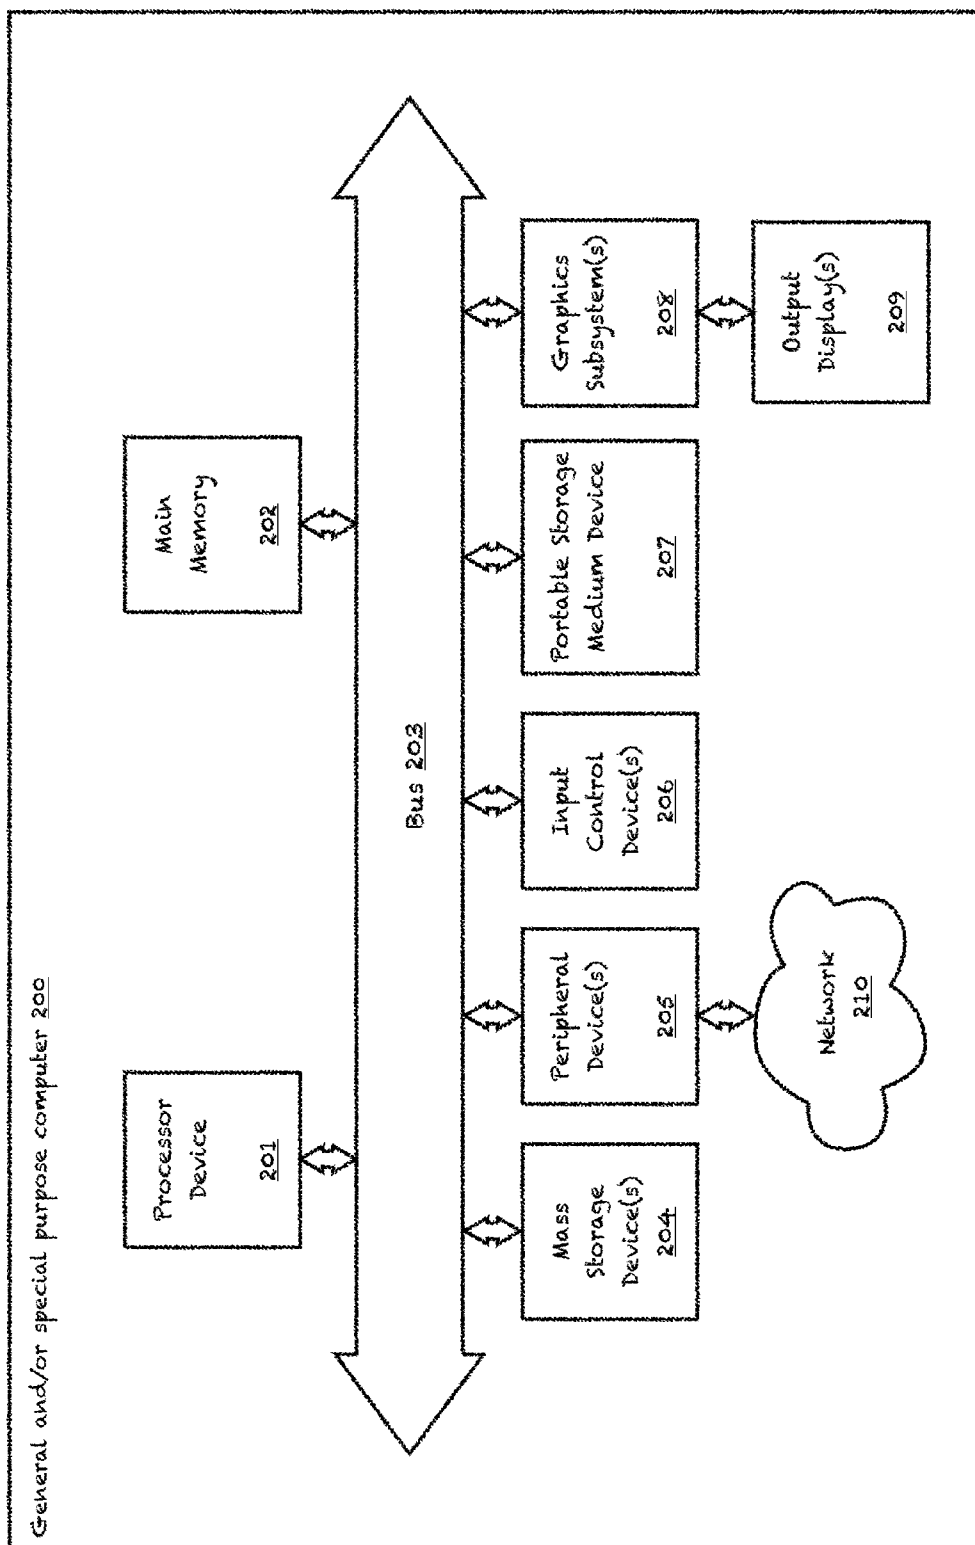 General and/or special purpose computer 200
Processor
Device
201
Main
Memory
202
Bus 203
Mass
Storage
Device(s)
204
Peripheral
Device(s)
205
Input
Control
Device(s)
206
Portable Storage
Medium Device
207
Graphics
Subsystem(s)
208
Network
210
Output
Display(s)
209